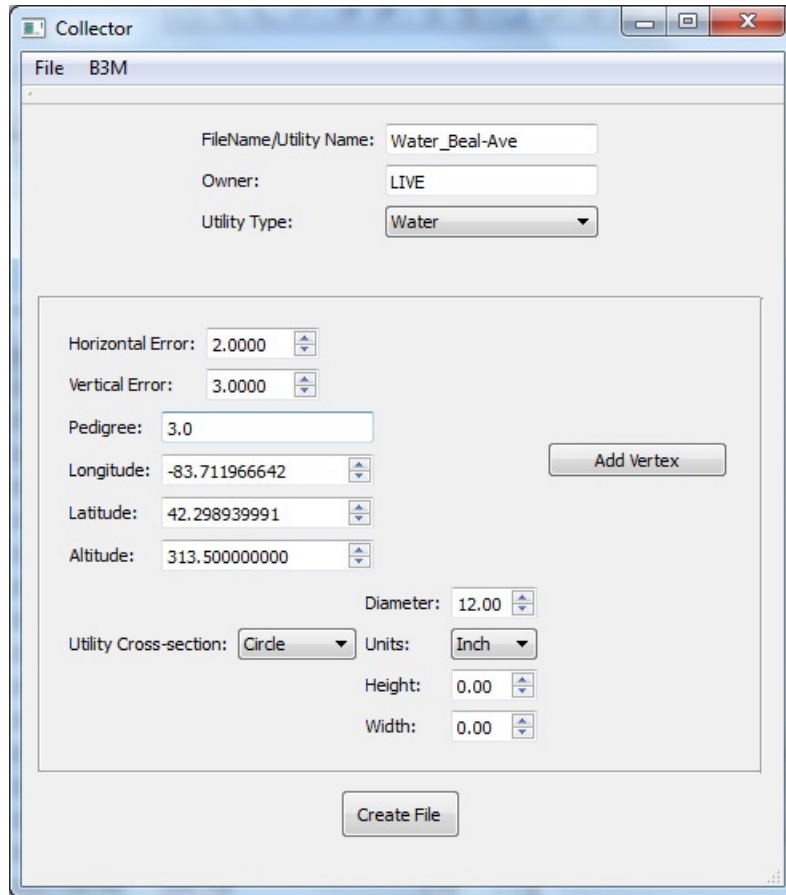 Collector
File B3M
FileName/Utility Name: Water_Beal-Ave
Owner: LIVE
Utility Type: Water
Horizontal Error: 2.0000
Vertical Error: 3.0000
Pedigree: 3.0
Longitude: -83.711966642
Add Vertex
Latitude: 42.298939991
Altitude: 313.500000000
Diameter: 12.00
Utility Cross-section: Circle Units: Inch
Height: 0.00
Width: 0.00
Create File